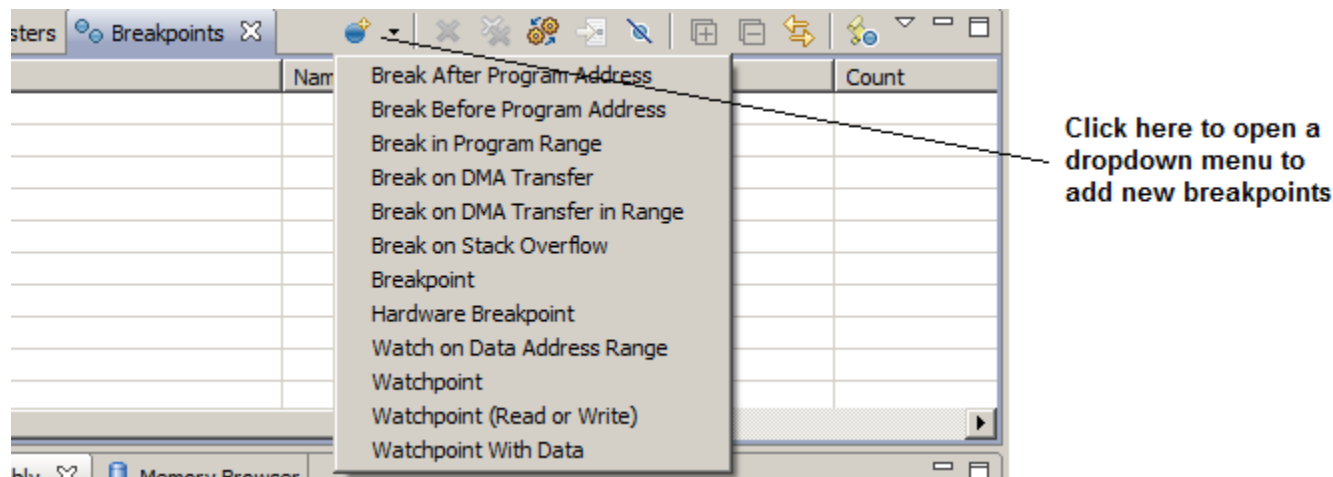 sters Breakpoints
Nam Count
Break After Program Address
Break Before Program Address
Break in Program Range
Break on DMA Transfer
Break on DMA Transfer in Range
Break on Stack Overflow
Breakpoint
Hardware Breakpoint
Watch on Data Address Range
Watchpoint
Watchpoint (Read or Write)
Watchpoint With Data
Click here to open a
dropdown menu to
add new breakpoints
bly Memory Browser